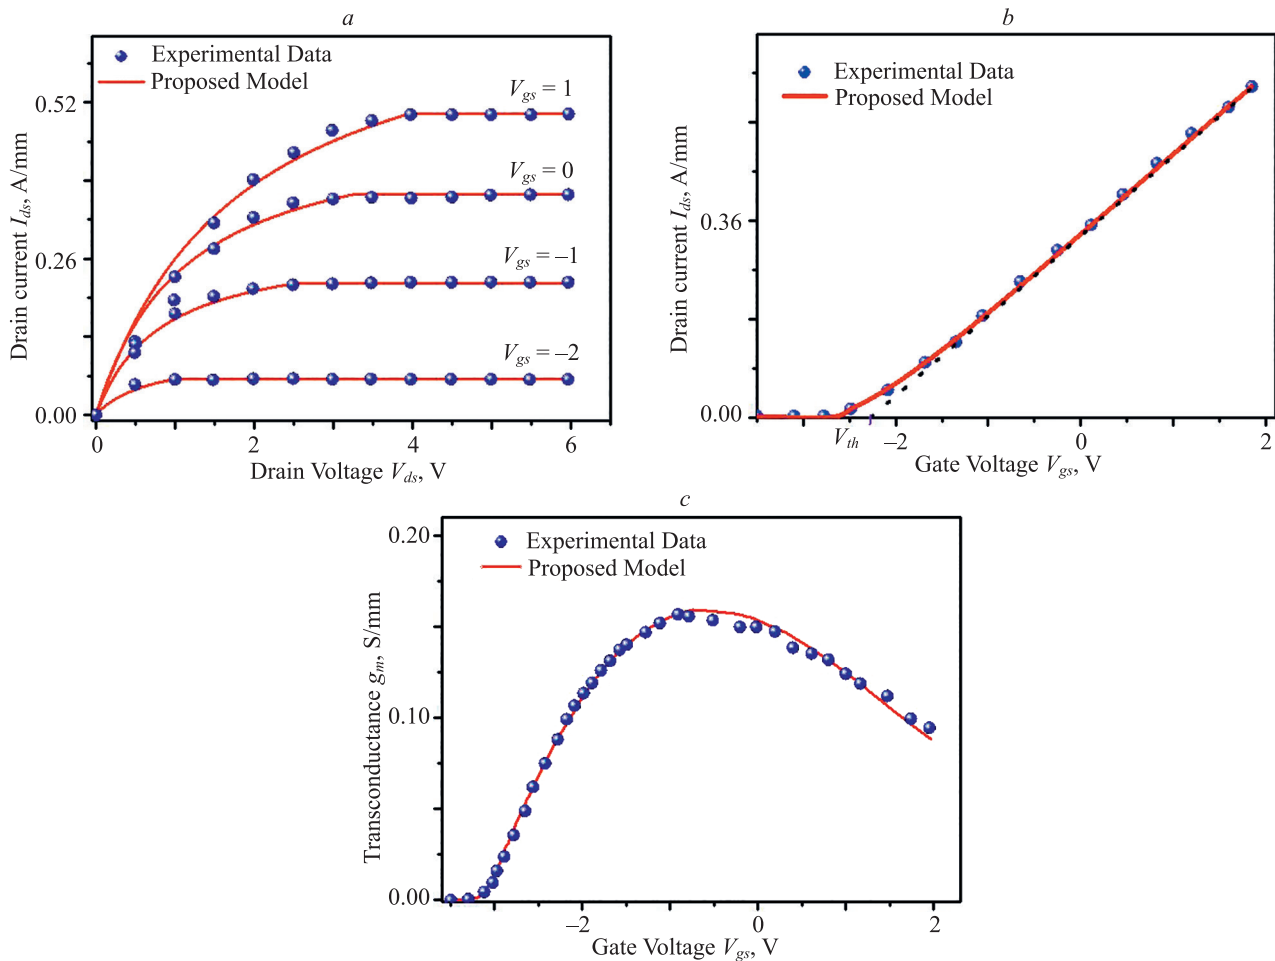 a
Experimental Data
Proposed Model
0.52
0.26
0.00
V_gs = 1
V_gs = 0
V_gs = –1
V_gs = –2
0 2 4 6
Drain Voltage V_ds, V
Drain current I_ds, A/mm
b
Experimental Data
Proposed Model
0.36
0.00
V_th –2 0 2
Gate Voltage V_gs, V
Drain current I_ds, A/mm
c
Experimental Data
Proposed Model
0.20
0.10
0.00
–2 0 2
Gate Voltage V_gs, V
Transconductance g_m, S/mm